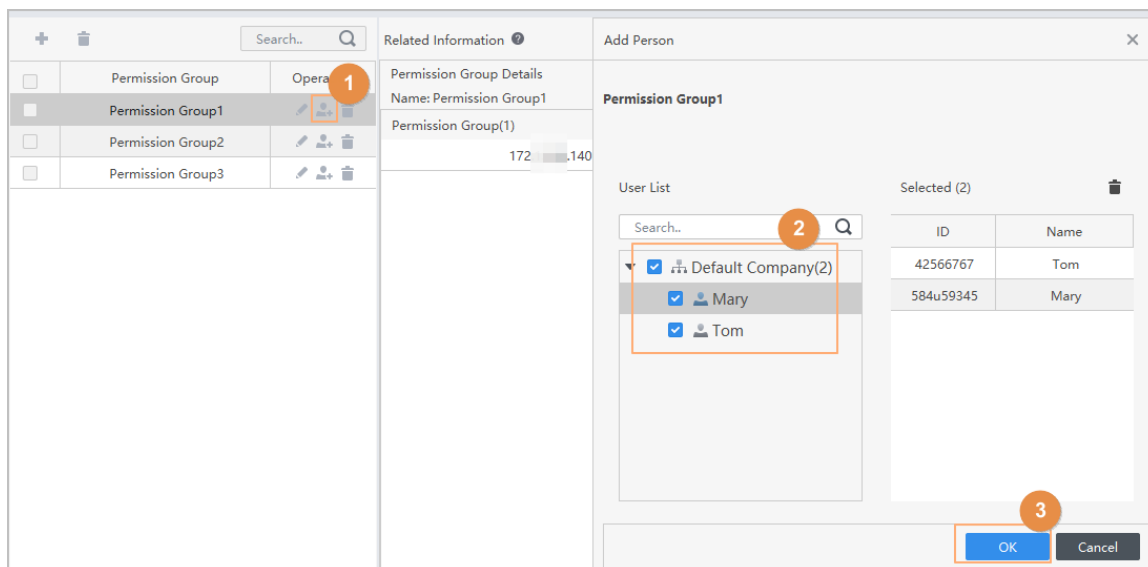 Search..
Permission Group
Opera
1
Permission Group1
Permission Group2
Permission Group3
Related Information
Permission Group Details
Name: Permission Group1
Permission Group(1)
172 .140
Add Person
Permission Group1
User List
Search..
2
Default Company(2)
Mary
Tom
Selected (2)
ID Name
42566767 Tom
584u59345 Mary
3
OK Cancel